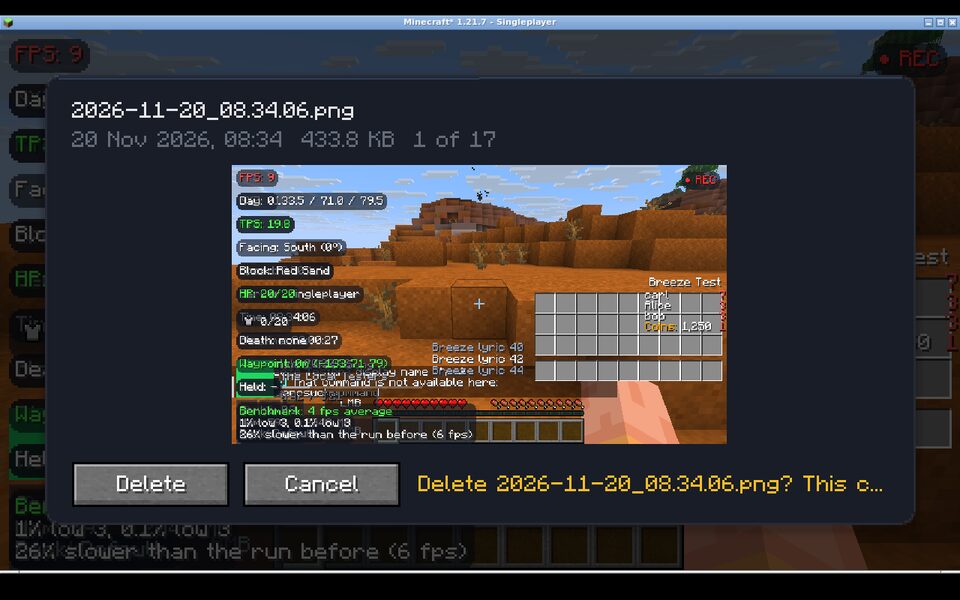 Minecraft* 1.21.7 - Singleplayer
FPS: 9
● REC
2026-11-20_08.34.06.png
20 Nov 2026, 08:34 433.8 KB 1 of 17
FPS: 9
● REC
Day: 0
33.5 / 71.0 / 79.5
TPS: 19.8
Facing: South (0°)
Block: Red Sand
Breeze Test
HP: 20/20
ngleplayer
carl
Alice
bob
Coins: 1,250
0/20
Death: none
00:27
Breeze lyric 40
Breeze lyric 42
Breeze lyric 44
Waypoint:
Held: -
That command is not available here:
Benchmark: 4 fps average
1% low 3, 0.1% low 3
26% slower than the run before (6 fps)
Delete
Cancel
Delete 2026-11-20_08.34.06.png? This c...
1% low 3, 0.1% low 3
26% slower than the run before (6 fps)